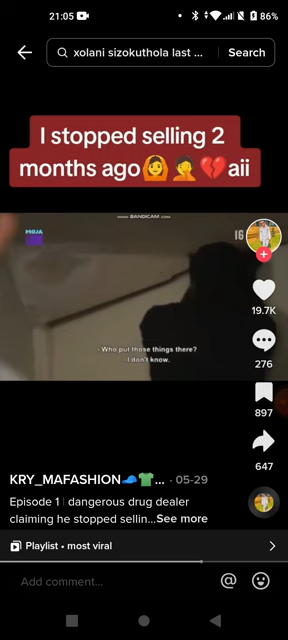 21:05
86%
xolani sizokuthola last ...
Search
I stopped selling 2
months ago🙆🤦💔aii
BANDICAM.COM
MOJA
16
- Who put those things there?
- I don't know.
19.7K
276
897
647
KRY_MAFASHION🧢👕... · 05-29
Episode 1 | dangerous drug dealer
claiming he stopped sellin...See more
Playlist • most viral
Add comment...
@